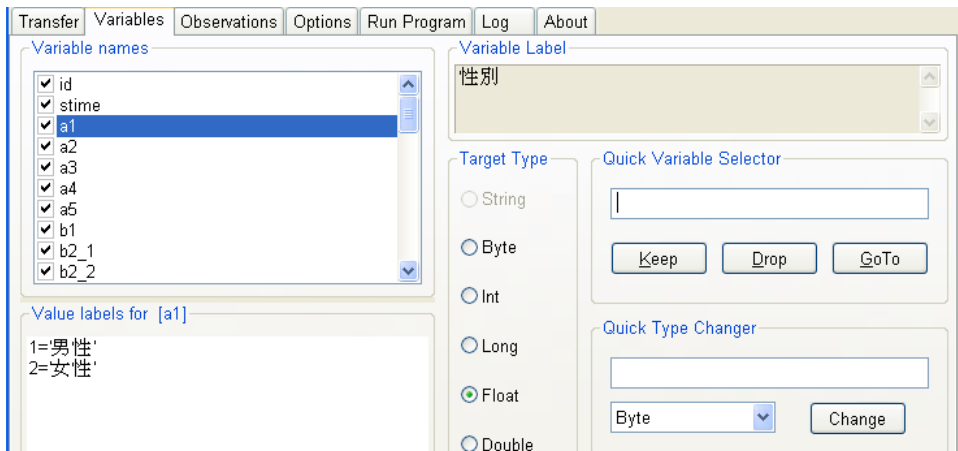 Transfer Variables Observations Options Run Program Log About
Variable names
id
stime
a1
a2
a3
a4
a5
b1
b2_1
b2_2
Value labels for [a1]
1='男性'
2='女性'
Variable Label
性別
Target Type
String
Byte
Int
Long
Float
Double
Quick Variable Selector
Keep Drop GoTo
Quick Type Changer
Byte Change